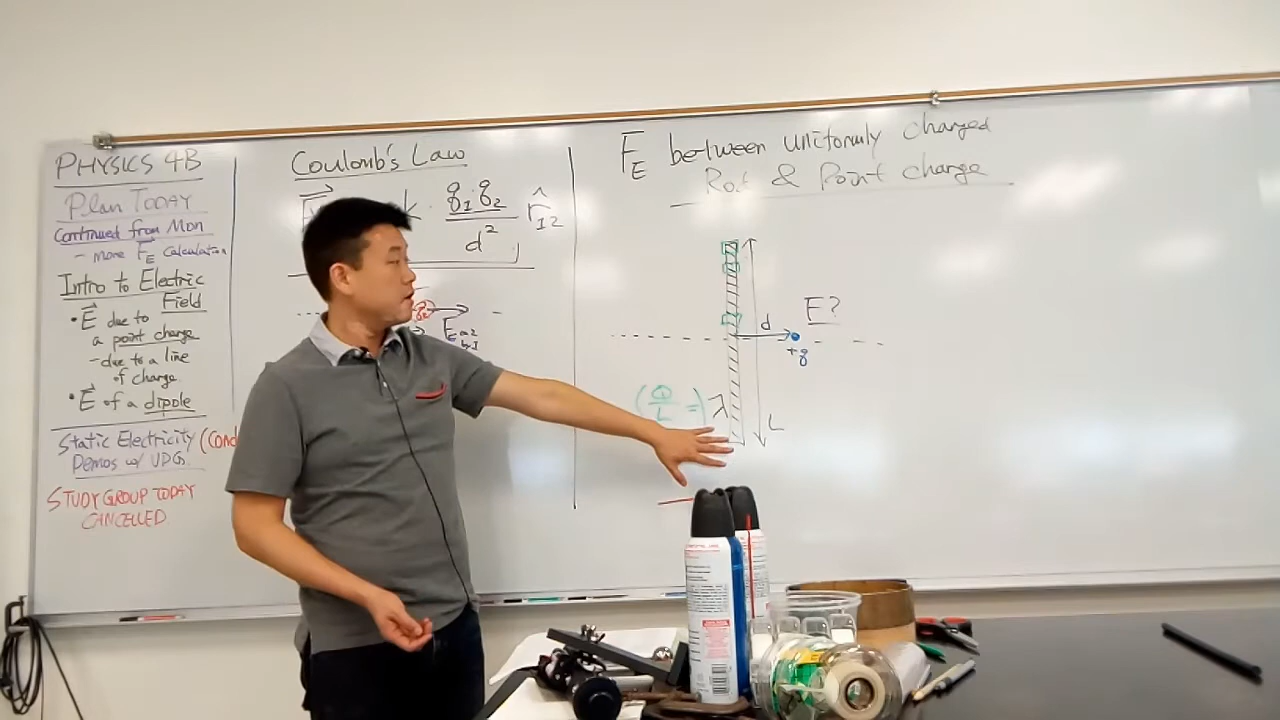 PHYSICS 4B
Plan TODAY
Continued from Mon
- more F_E Calculation
Intro to Electric
Field
• E due to
a point charge
- due to a line
of charge
• E of a dipole
Static Electricity (Cond
Demos w/ VDG
STUDY GROUP TODAY
CANCELLED
Coulomb's Law
k · q1·q2
d²
r̂12
F_E between uniformly charged
Rod & Point charge
F?
d
+q
(Q
L =) λ
L